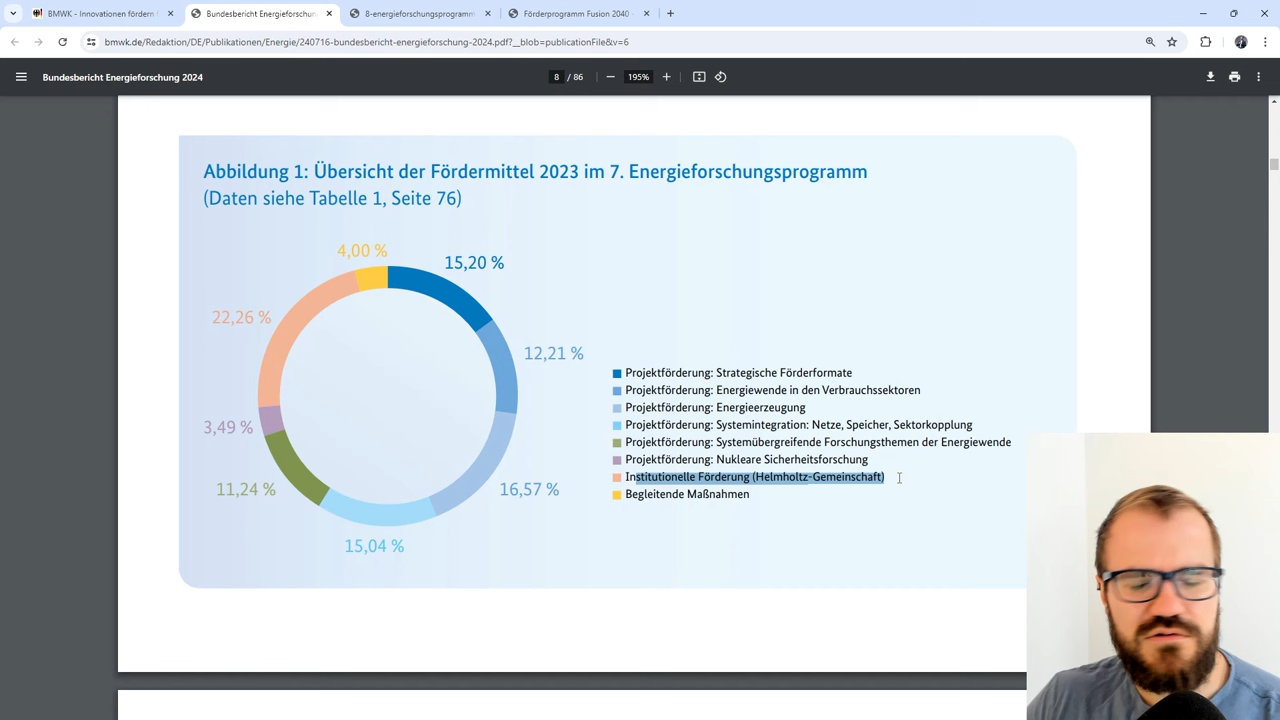 BMWK - Innovationen fördern
Bundesbericht Energieforschun
8-energieforschungsprogramm
Förderprogramm Fusion 2040 -
bmwk.de/Redaktion/DE/Publikationen/Energie/240716-bundesbericht-energieforschung-2024.pdf?__blob=publicationFile&v=6
Bundesbericht Energieforschung 2024
8 / 86
195%
Abbildung 1: Übersicht der Fördermittel 2023 im 7. Energieforschungsprogramm
(Daten siehe Tabelle 1, Seite 76)
4,00 %
15,20 %
22,26 %
12,21 %
3,49 %
11,24 %
16,57 %
15,04 %
Projektförderung: Strategische Förderformate
Projektförderung: Energiewende in den Verbrauchssektoren
Projektförderung: Energieerzeugung
Projektförderung: Systemintegration: Netze, Speicher, Sektorkopplung
Projektförderung: Systemübergreifende Forschungsthemen der Energiewende
Projektförderung: Nukleare Sicherheitsforschung
Institutionelle Förderung (Helmholtz-Gemeinschaft)
Begleitende Maßnahmen